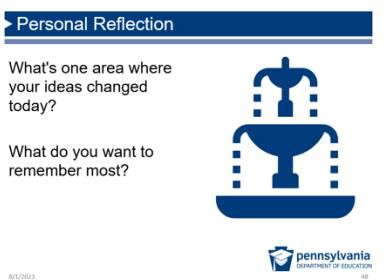 Personal Reflection
What's one area where
your ideas changed
today?
What do you want to
remember most?
8/1/2023
48
pennsylvania
DEPARTMENT OF EDUCATION